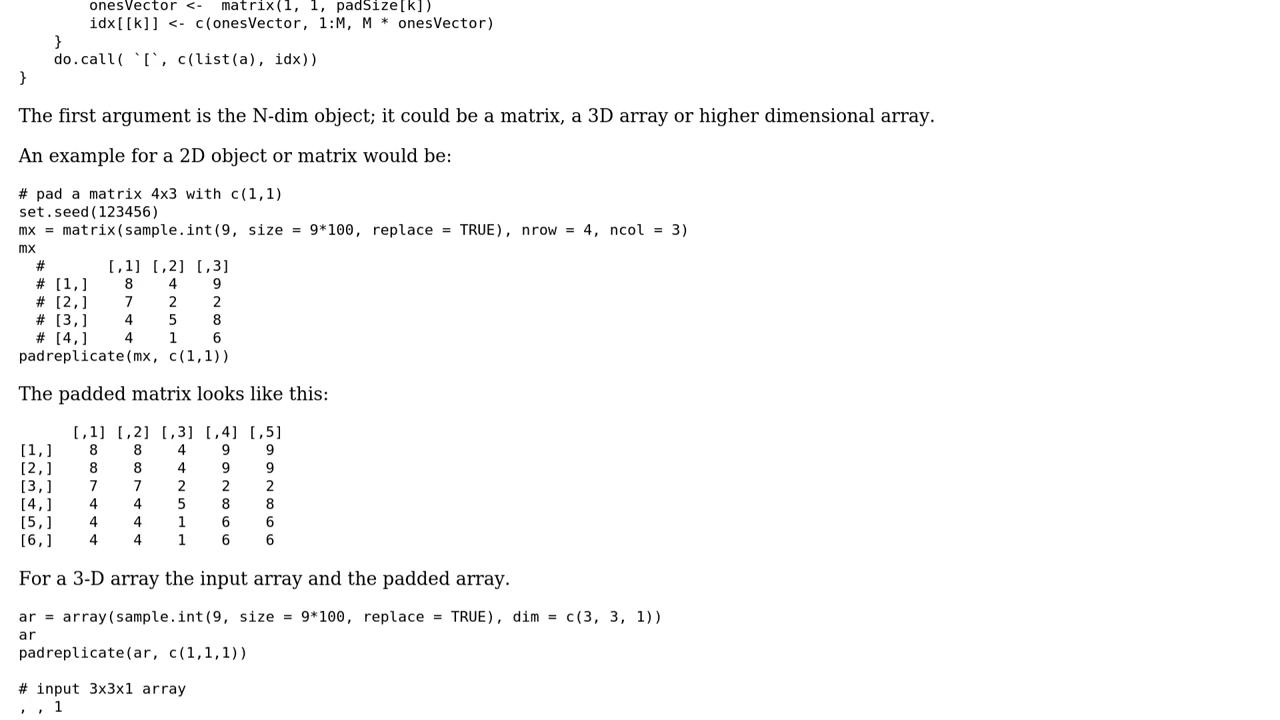 onesVector <-  matrix(1, 1, padSize[k])
        idx[[k]] <- c(onesVector, 1:M, M * onesVector)
    }
    do.call( `[`, c(list(a), idx))
}
The first argument is the N-dim object; it could be a matrix, a 3D array or higher dimensional array.
An example for a 2D object or matrix would be:
# pad a matrix 4x3 with c(1,1)
set.seed(123456)
mx = matrix(sample.int(9, size = 9*100, replace = TRUE), nrow = 4, ncol = 3)
mx
  #       [,1] [,2] [,3]
  # [1,]    8    4    9
  # [2,]    7    2    2
  # [3,]    4    5    8
  # [4,]    4    1    6
padreplicate(mx, c(1,1))
The padded matrix looks like this:
      [,1] [,2] [,3] [,4] [,5]
[1,]    8    8    4    9    9
[2,]    8    8    4    9    9
[3,]    7    7    2    2    2
[4,]    4    4    5    8    8
[5,]    4    4    1    6    6
[6,]    4    4    1    6    6
For a 3-D array the input array and the padded array.
ar = array(sample.int(9, size = 9*100, replace = TRUE), dim = c(3, 3, 1))
ar
padreplicate(ar, c(1,1,1))
# input 3x3x1 array
, , 1